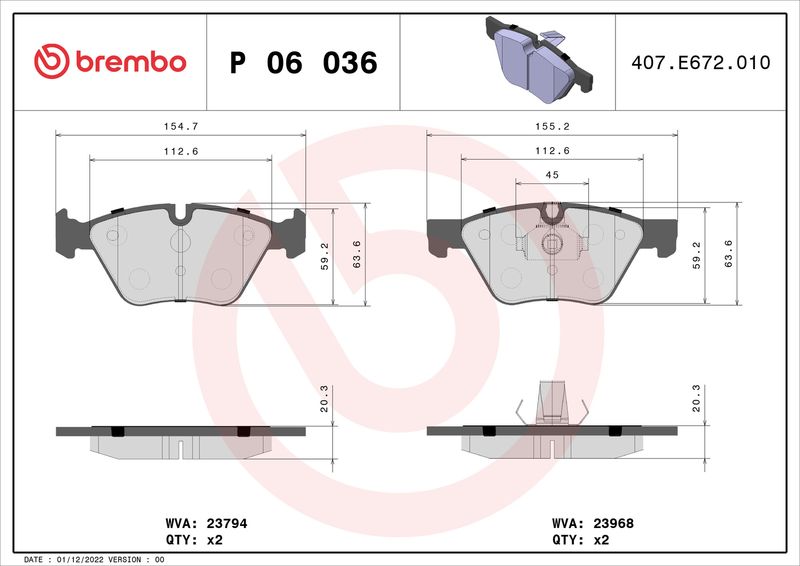 brembo
P 06 036
407.E672.010
154.7
112.6
59.2
63.6
155.2
112.6
45
59.2
63.6
20.3
20.3
WVA: 23794
QTY: x2
WVA: 23968
QTY: x2
DATE : 01/12/2022 VERSION : 00